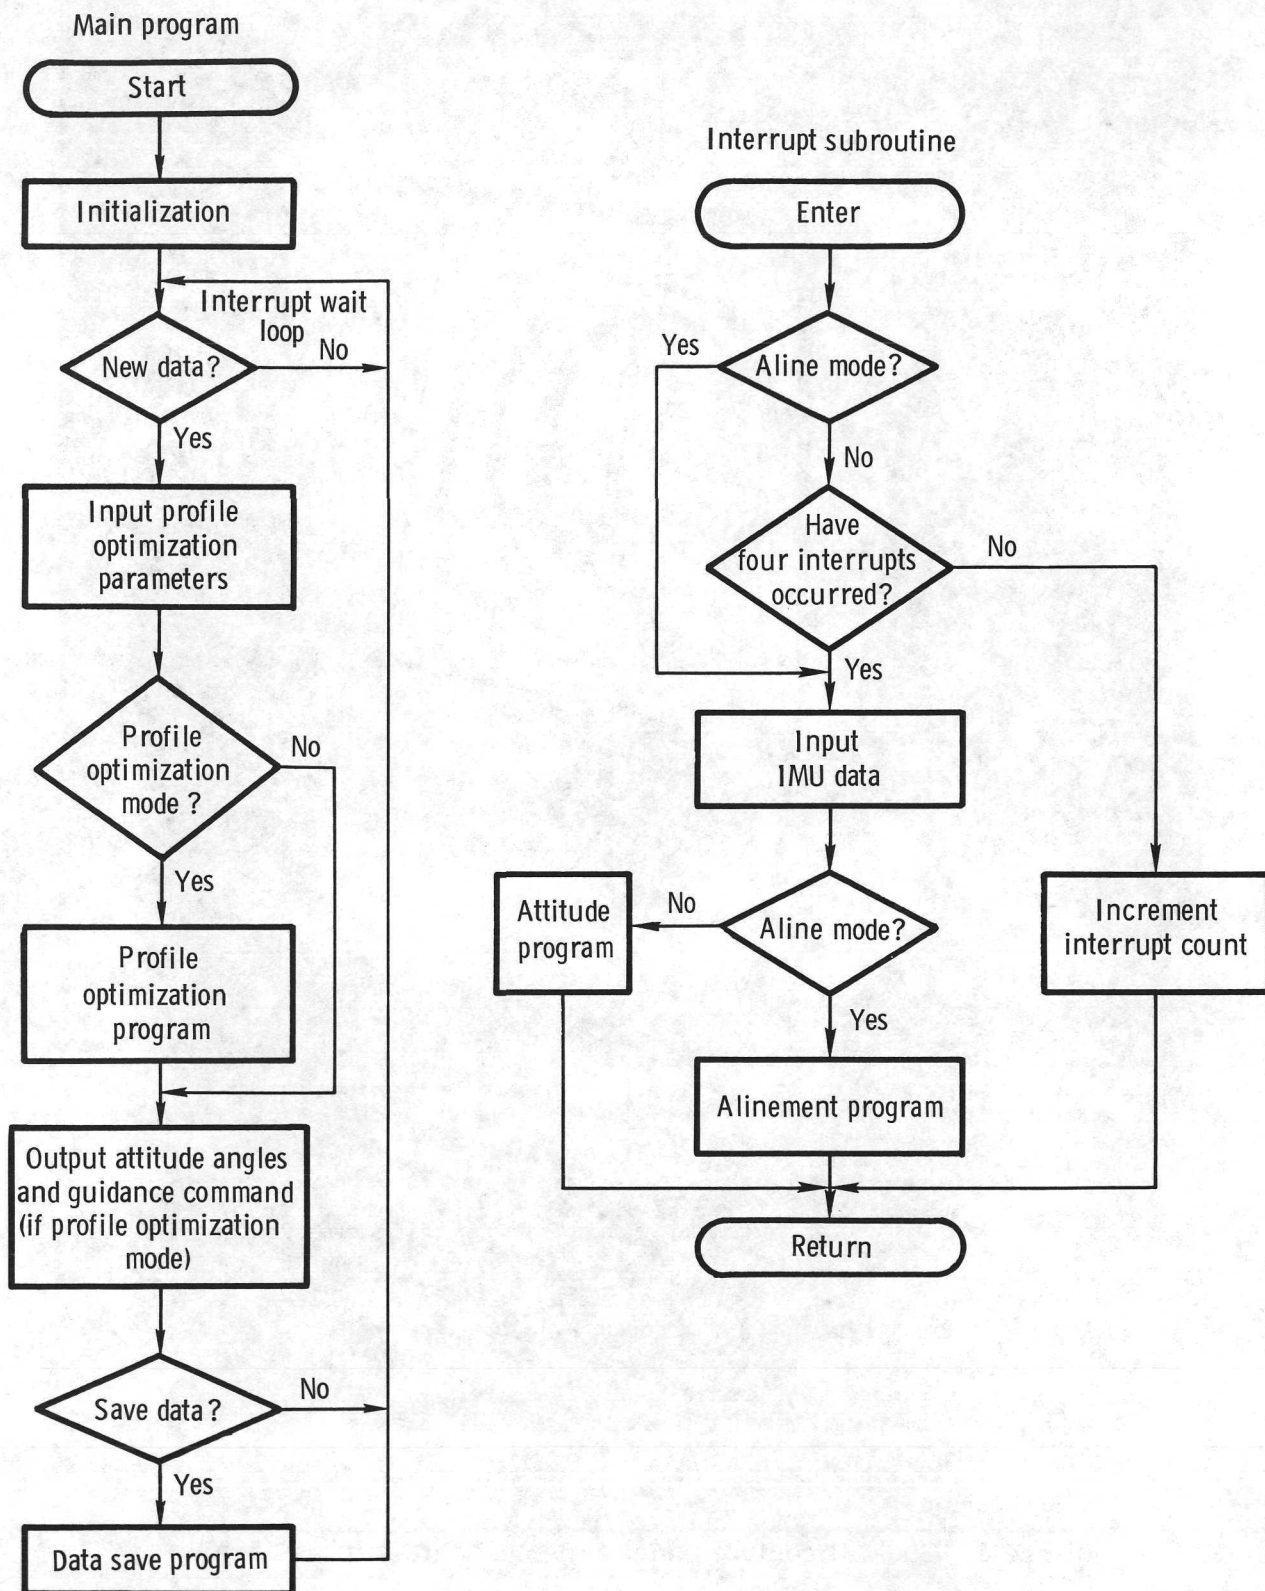 Main program
Start
Initialization
Interrupt wait
loop
New data?
No
Yes
Input profile
optimization
parameters
Profile
optimization
mode ?
No
Yes
Profile
optimization
program
Output attitude angles
and guidance command
(if profile optimization
mode)
Save data?
No
Yes
Data save program
Interrupt subroutine
Enter
Aline mode?
Yes
No
Have
four interrupts
occurred?
No
Yes
Input
IMU data
Aline mode?
No
Attitude
program
Yes
Alinement program
Increment
interrupt count
Return